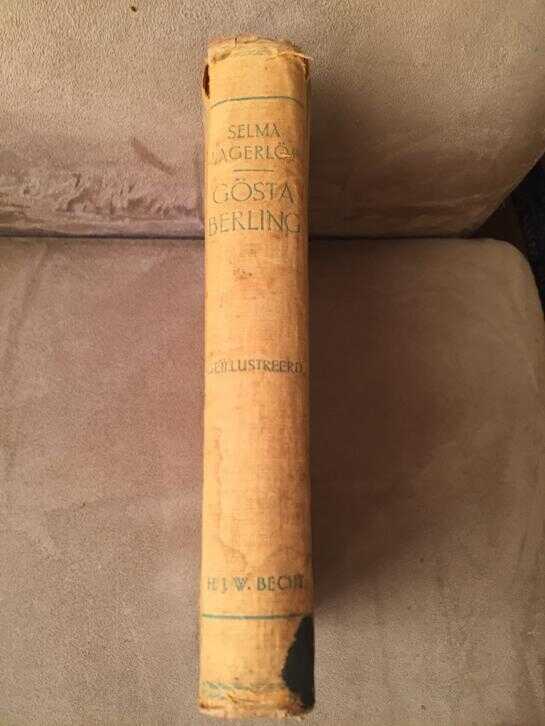 SELMA
LAGERLÖF
GÖSTA
BERLING
GEÏLLUSTREERD
H. J. W. BECHT